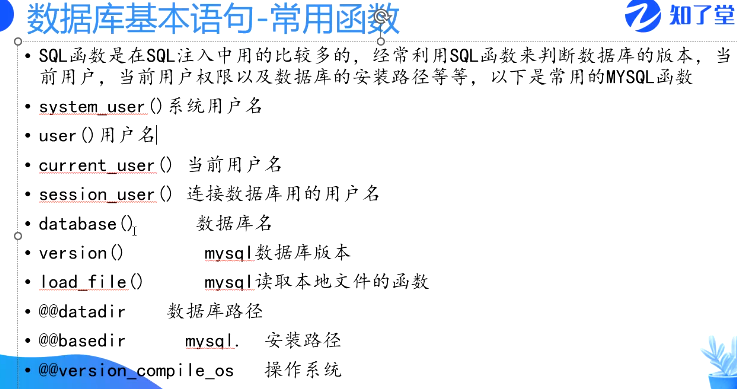 数据库基本语句-常用函数
知了堂
• SQL函数是在SQL注入中用的比较多的，经常利用SQL函数来判断数据库的版本，当
前用户，当前用户权限以及数据库的安装路径等等，以下是常用的MYSQL函数
• system_user()系统用户名
• user()用户名
• current_user() 当前用户名
• session_user() 连接数据库用的用户名
• database() 数据库名
• version() mysql数据库版本
• load_file() mysql读取本地文件的函数
• @@datadir 数据库路径
• @@basedir mysql. 安装路径
• @@version_compile_os 操作系统